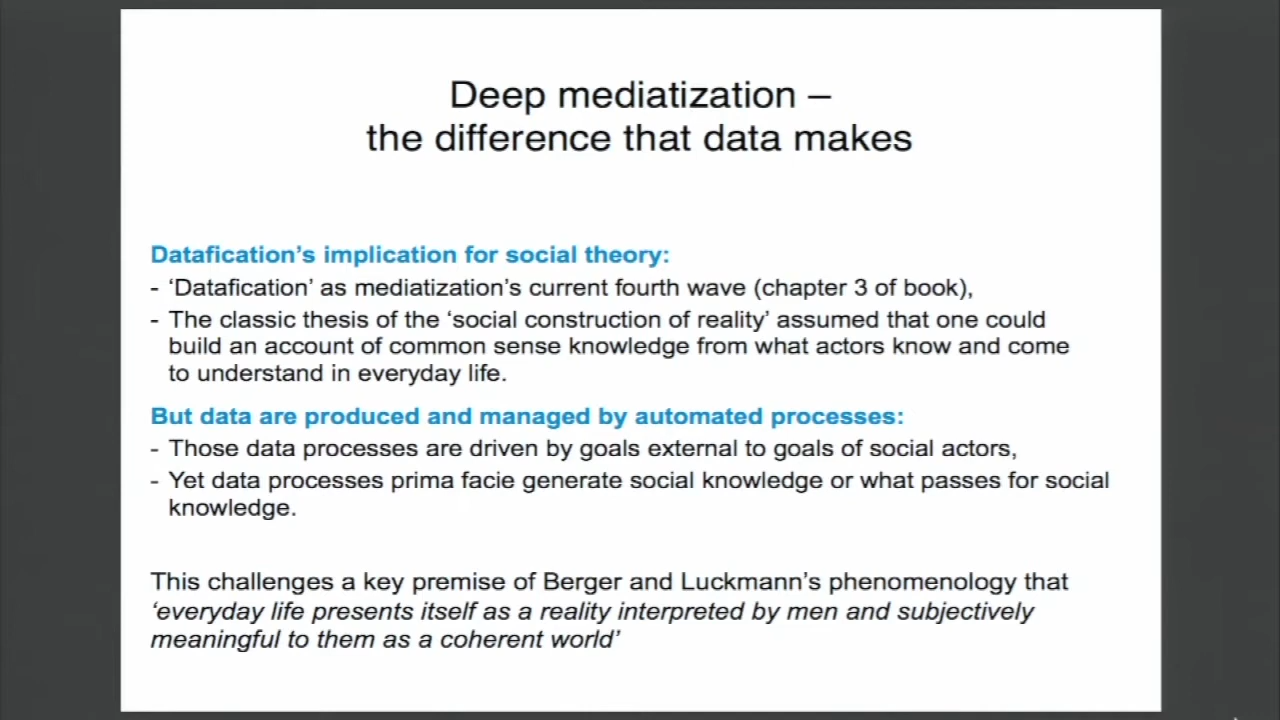 Deep mediatization –
the difference that data makes
Datafication’s implication for social theory:
- ‘Datafication’ as mediatization’s current fourth wave (chapter 3 of book),
- The classic thesis of the ‘social construction of reality’ assumed that one could
build an account of common sense knowledge from what actors know and come
to understand in everyday life.
But data are produced and managed by automated processes:
- Those data processes are driven by goals external to goals of social actors,
- Yet data processes prima facie generate social knowledge or what passes for social
knowledge.
This challenges a key premise of Berger and Luckmann’s phenomenology that
‘everyday life presents itself as a reality interpreted by men and subjectively
meaningful to them as a coherent world’